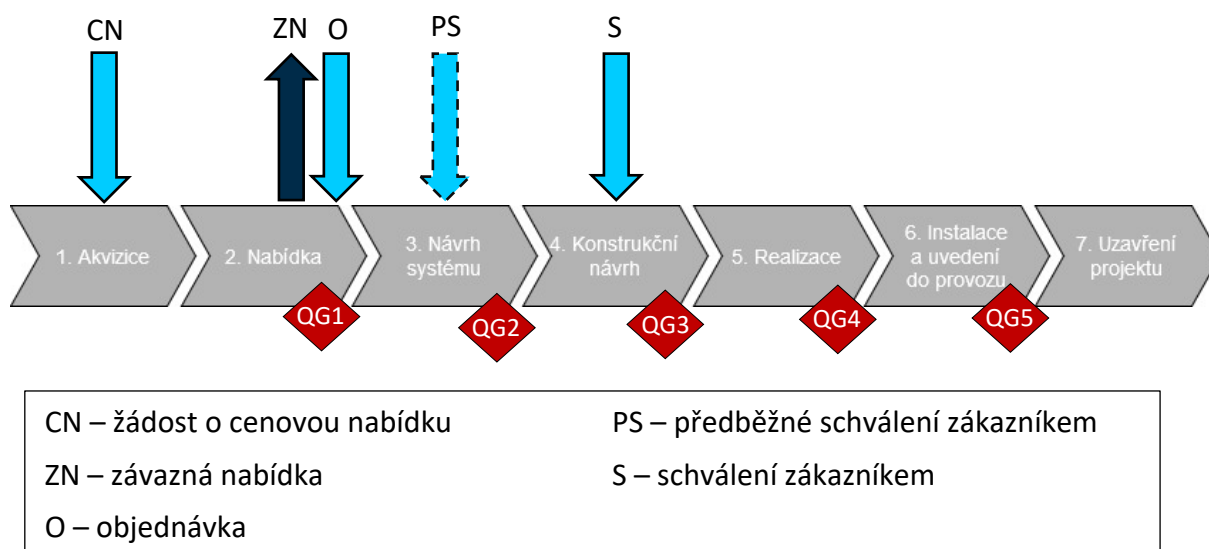 CN
ZN
O
PS
S
1. Akvizice
2. Nabídka
3. Návrh
systému
4. Konstrukční
návrh
5. Realizace
6. Instalace
a uvedení
do provozu
7. Uzavření
projektu
QG1
QG2
QG3
QG4
QG5
CN – žádost o cenovou nabídku
ZN – závazná nabídka
O – objednávka
PS – předběžné schválení zákazníkem
S – schválení zákazníkem